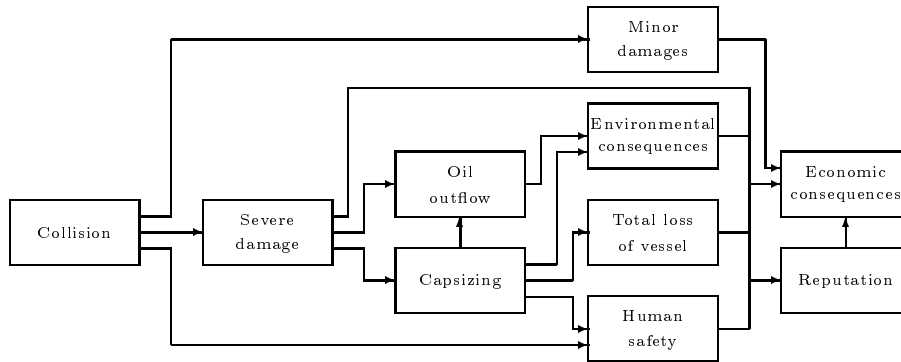 Minor
damages
Environmental
consequences
Oil
outflow
Economic
consequences
Collision
Severe
damage
Total loss
of vessel
Capsizing
Reputation
Human
safety